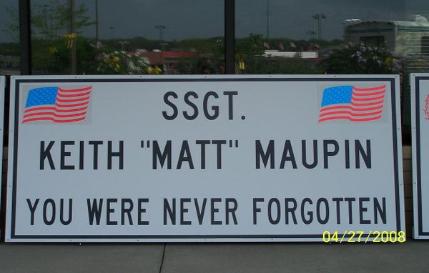 SSGT.
KEITH "MATT" MAUPIN
YOU WERE NEVER FORGOTTEN
04/27/2008